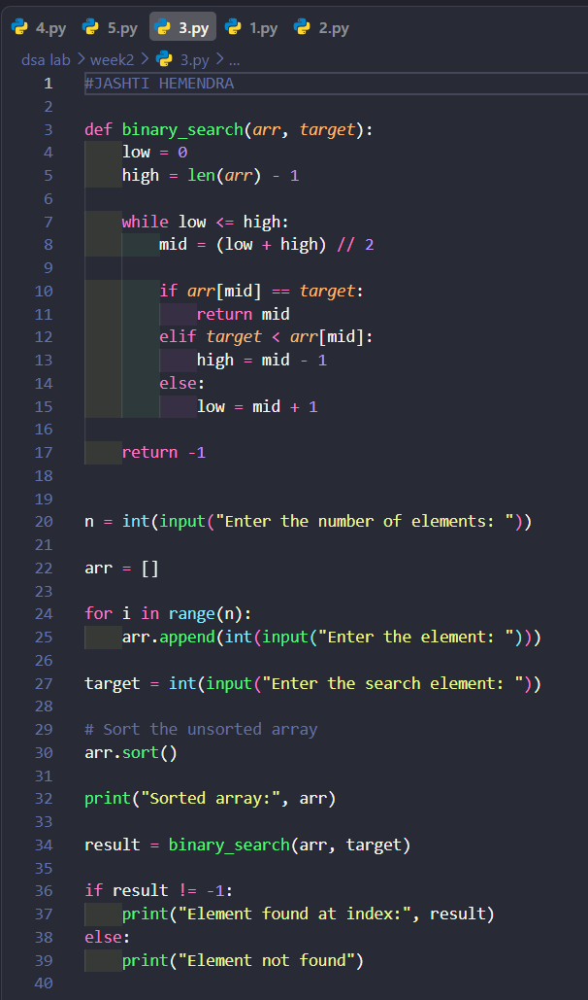 4.py 5.py 3.py 1.py 2.py
dsa lab > week2 > 3.py > ...
1 #JASHTI HEMENDRA
2
3 def binary_search(arr, target):
4     low = 0
5     high = len(arr) - 1
6
7     while low <= high:
8         mid = (low + high) // 2
9
10         if arr[mid] == target:
11             return mid
12         elif target < arr[mid]:
13             high = mid - 1
14         else:
15             low = mid + 1
16
17     return -1
18
19
20 n = int(input("Enter the number of elements: "))
21
22 arr = []
23
24 for i in range(n):
25     arr.append(int(input("Enter the element: ")))
26
27 target = int(input("Enter the search element: "))
28
29 # Sort the unsorted array
30 arr.sort()
31
32 print("Sorted array:", arr)
33
34 result = binary_search(arr, target)
35
36 if result != -1:
37     print("Element found at index:", result)
38 else:
39     print("Element not found")
40